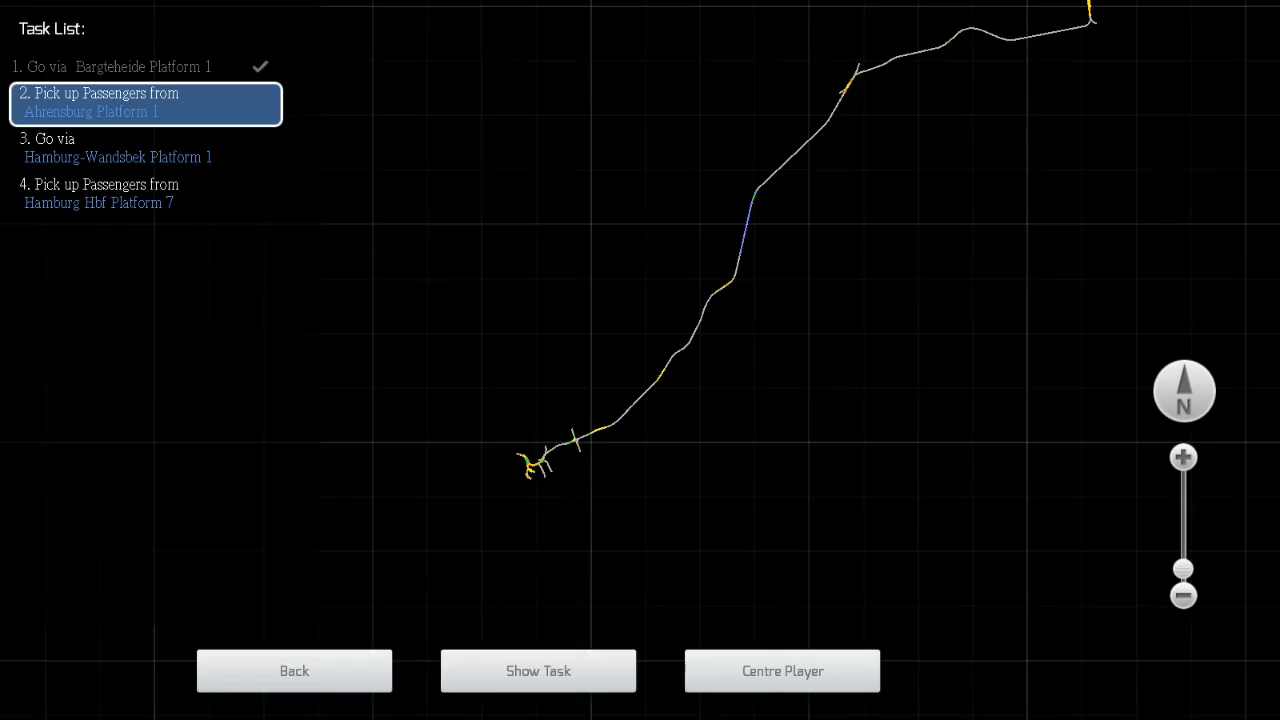 Task List:
1. Go via Bargteheide Platform 1
2. Pick up Passengers from
Ahrensburg Platform 1
3. Go via
Hamburg-Wandsbek Platform 1
4. Pick up Passengers from
Hamburg Hbf Platform 7
N
Back
Show Task
Centre Player